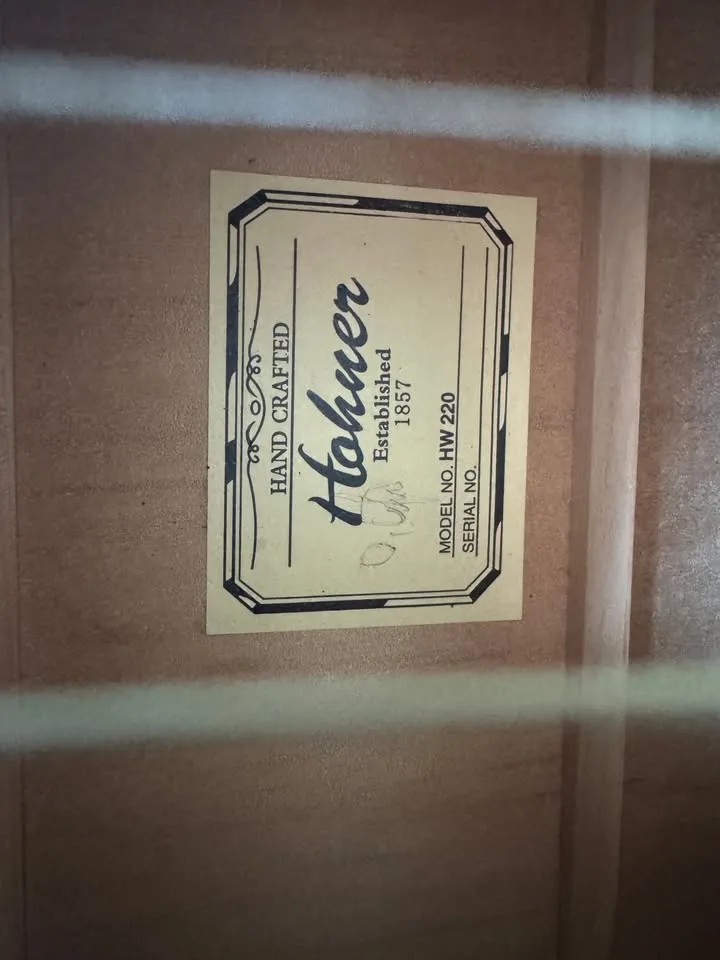 HAND CRAFTED
Hohner
Established
1857
MODEL NO. HW 220
SERIAL NO.